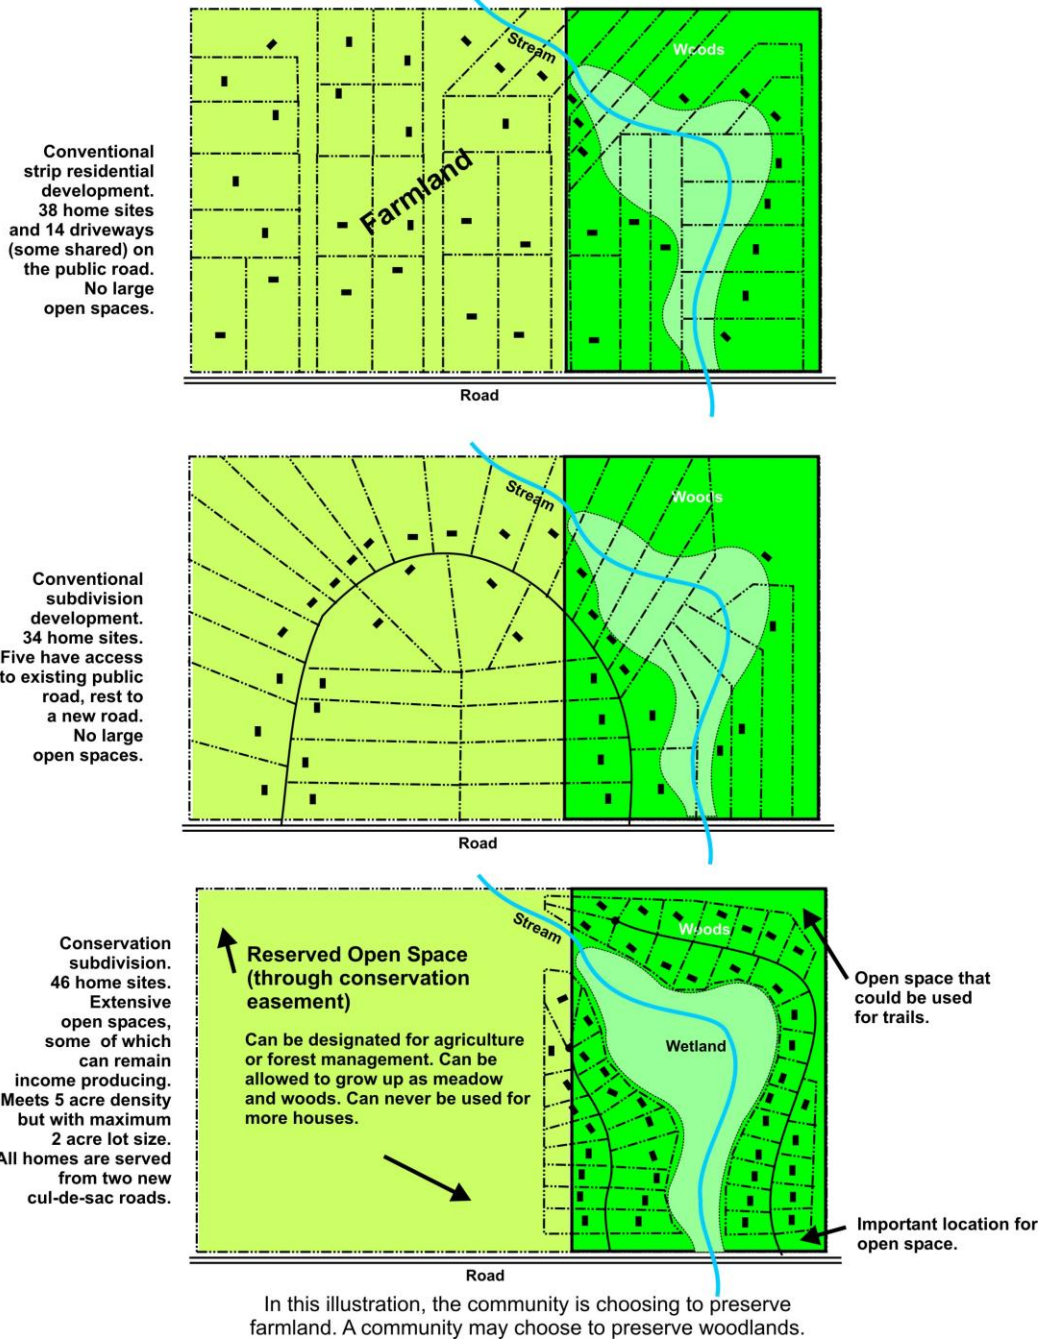 Conventional
strip residential
development.
38 home sites
and 14 driveways
(some shared) on
the public road.
No large
open spaces.
Stream
Woods
Farmland
Road
Conventional
subdivision
development.
34 home sites.
Five have access
to existing public
road, rest to
a new road.
No large
open spaces.
Stream
Woods
Road
Conservation
subdivision.
46 home sites.
Extensive
open spaces,
some of which
can remain
income producing.
Meets 5 acre density
but with maximum
2 acre lot size.
All homes are served
from two new
cul-de-sac roads.
Reserved Open Space
(through conservation
easement)
Can be designated for agriculture
or forest management. Can be
allowed to grow up as meadow
and woods. Can never be used for
more houses.
Stream
Woods
Wetland
Open space that
could be used
for trails.
Important location for
open space.
Road
In this illustration, the community is choosing to preserve
farmland. A community may choose to preserve woodlands.